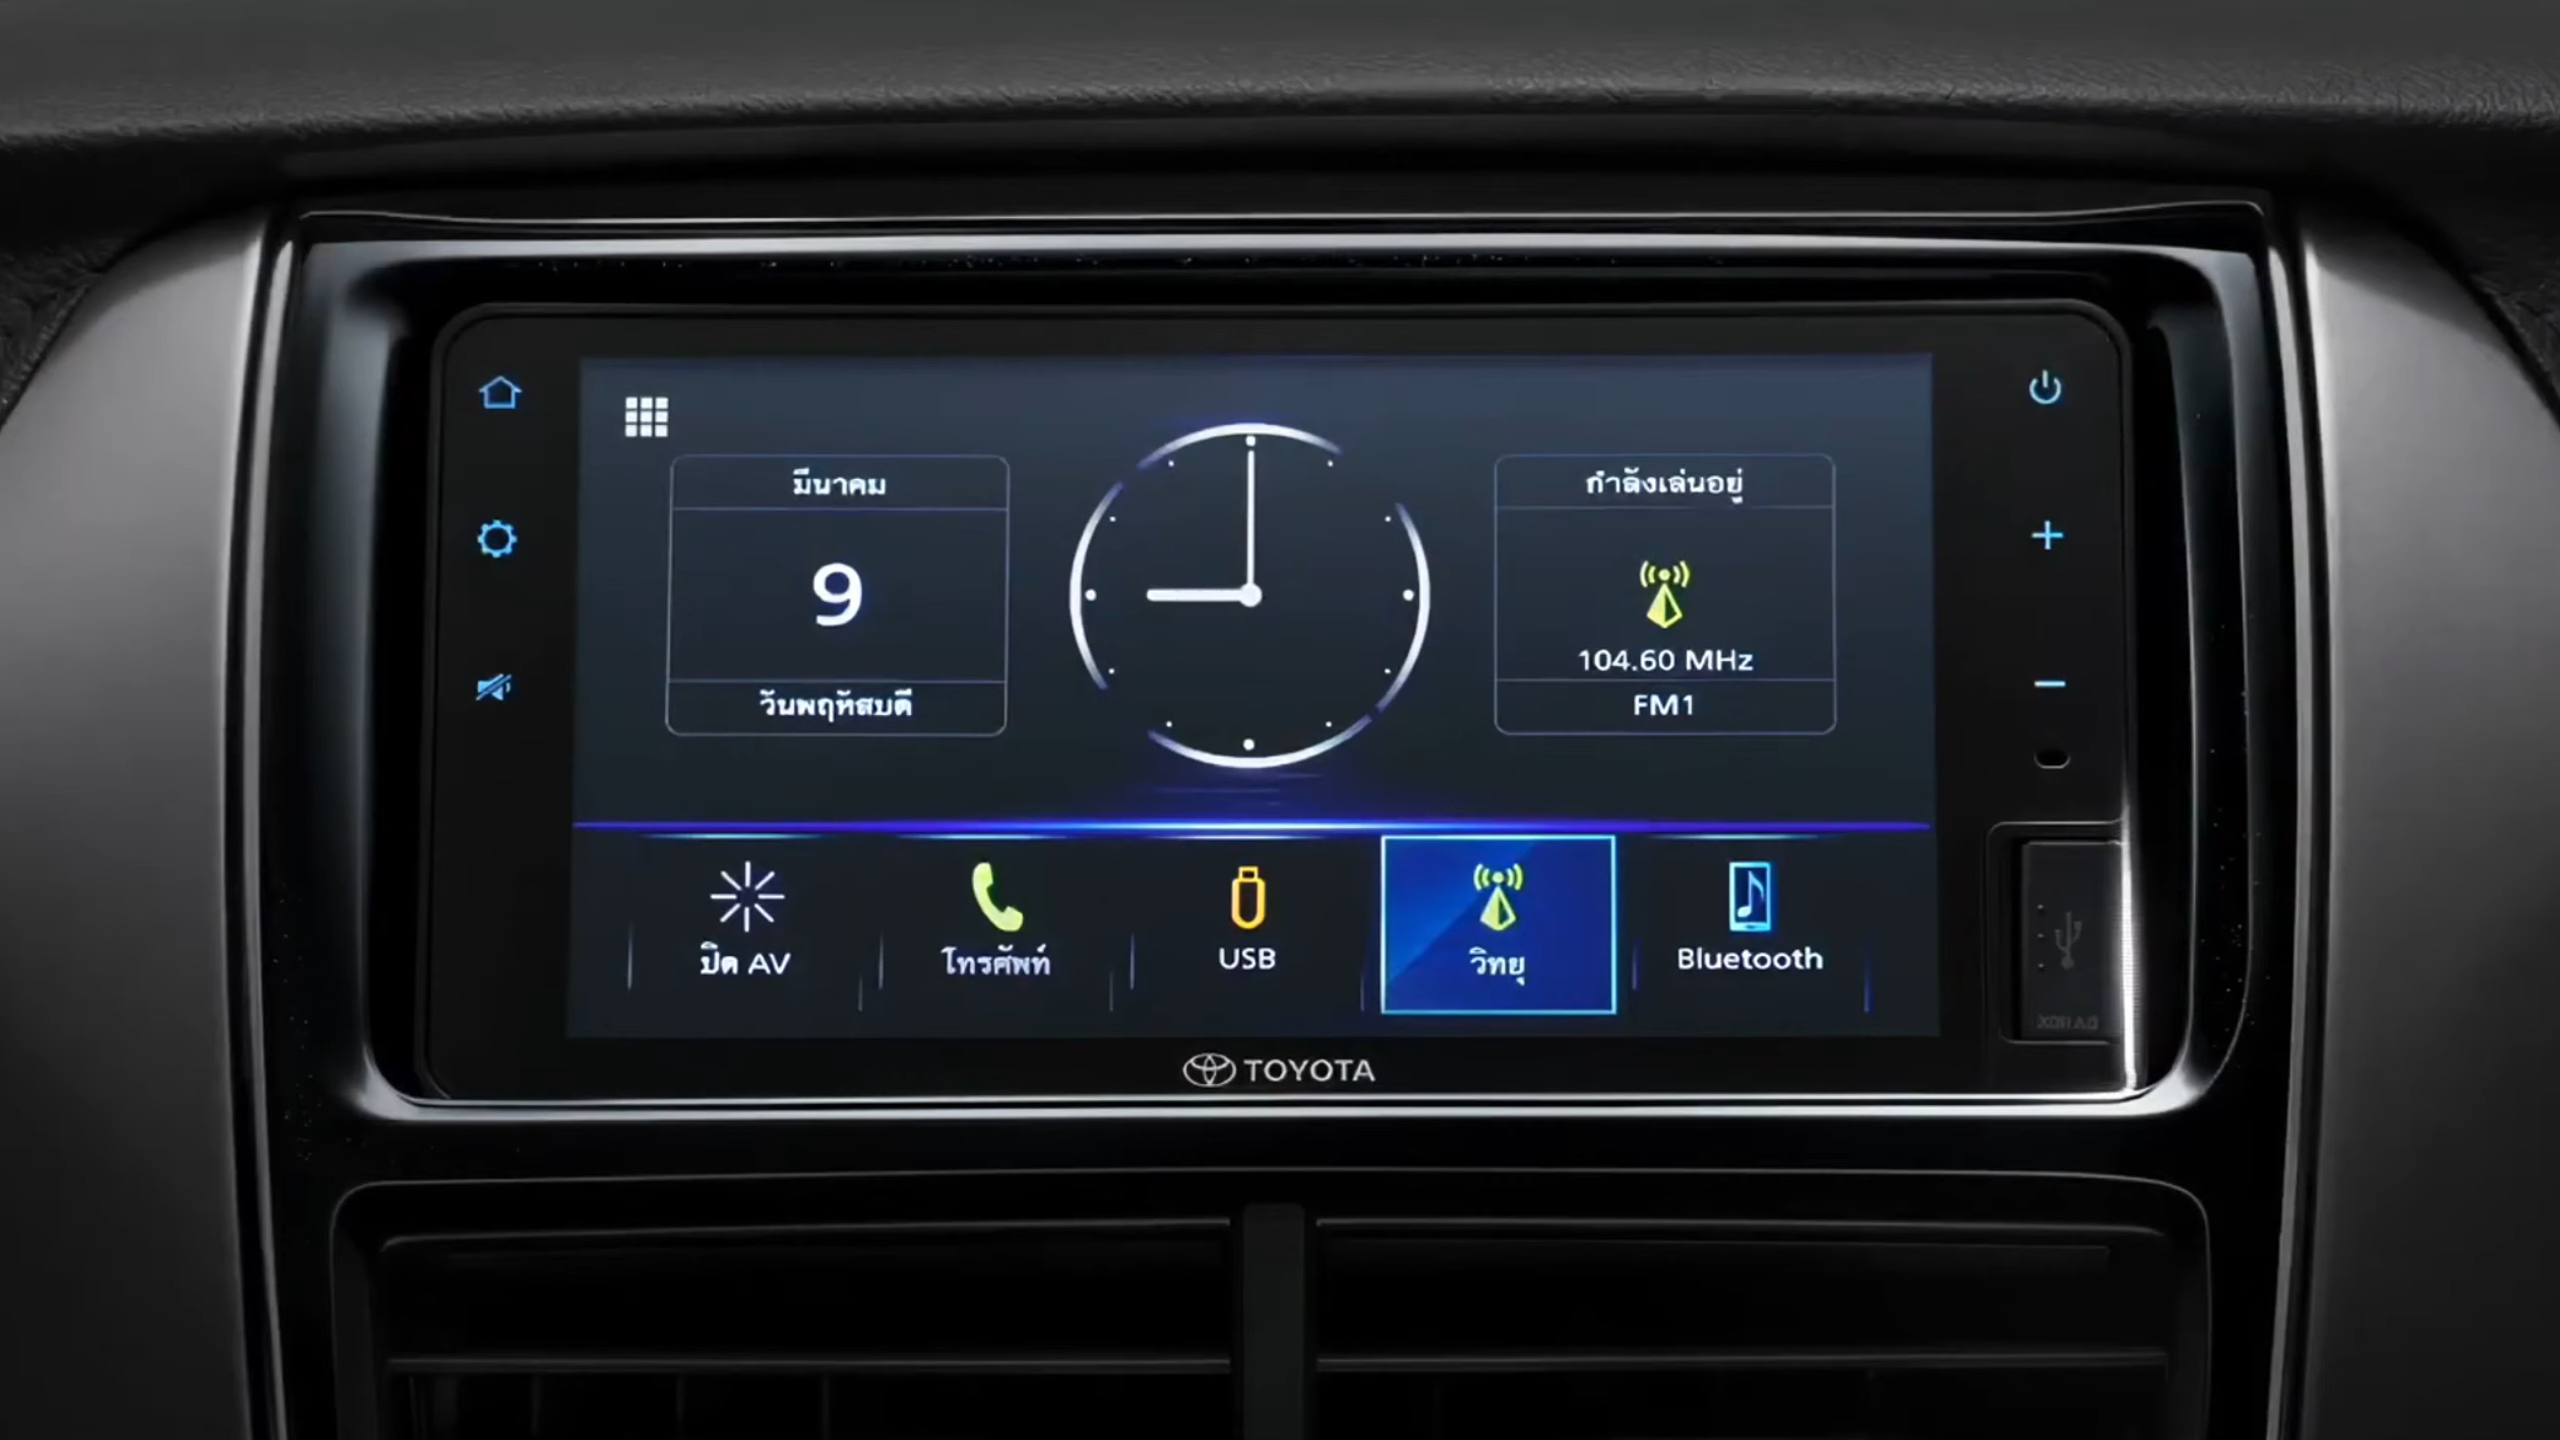 มีนาคม
9
วันพฤหัสบดี
กำลังเล่นอยู่
104.60 MHz
FM1
ปิด AV
โทรศัพท์
USB
วิทยุ
Bluetooth
TOYOTA